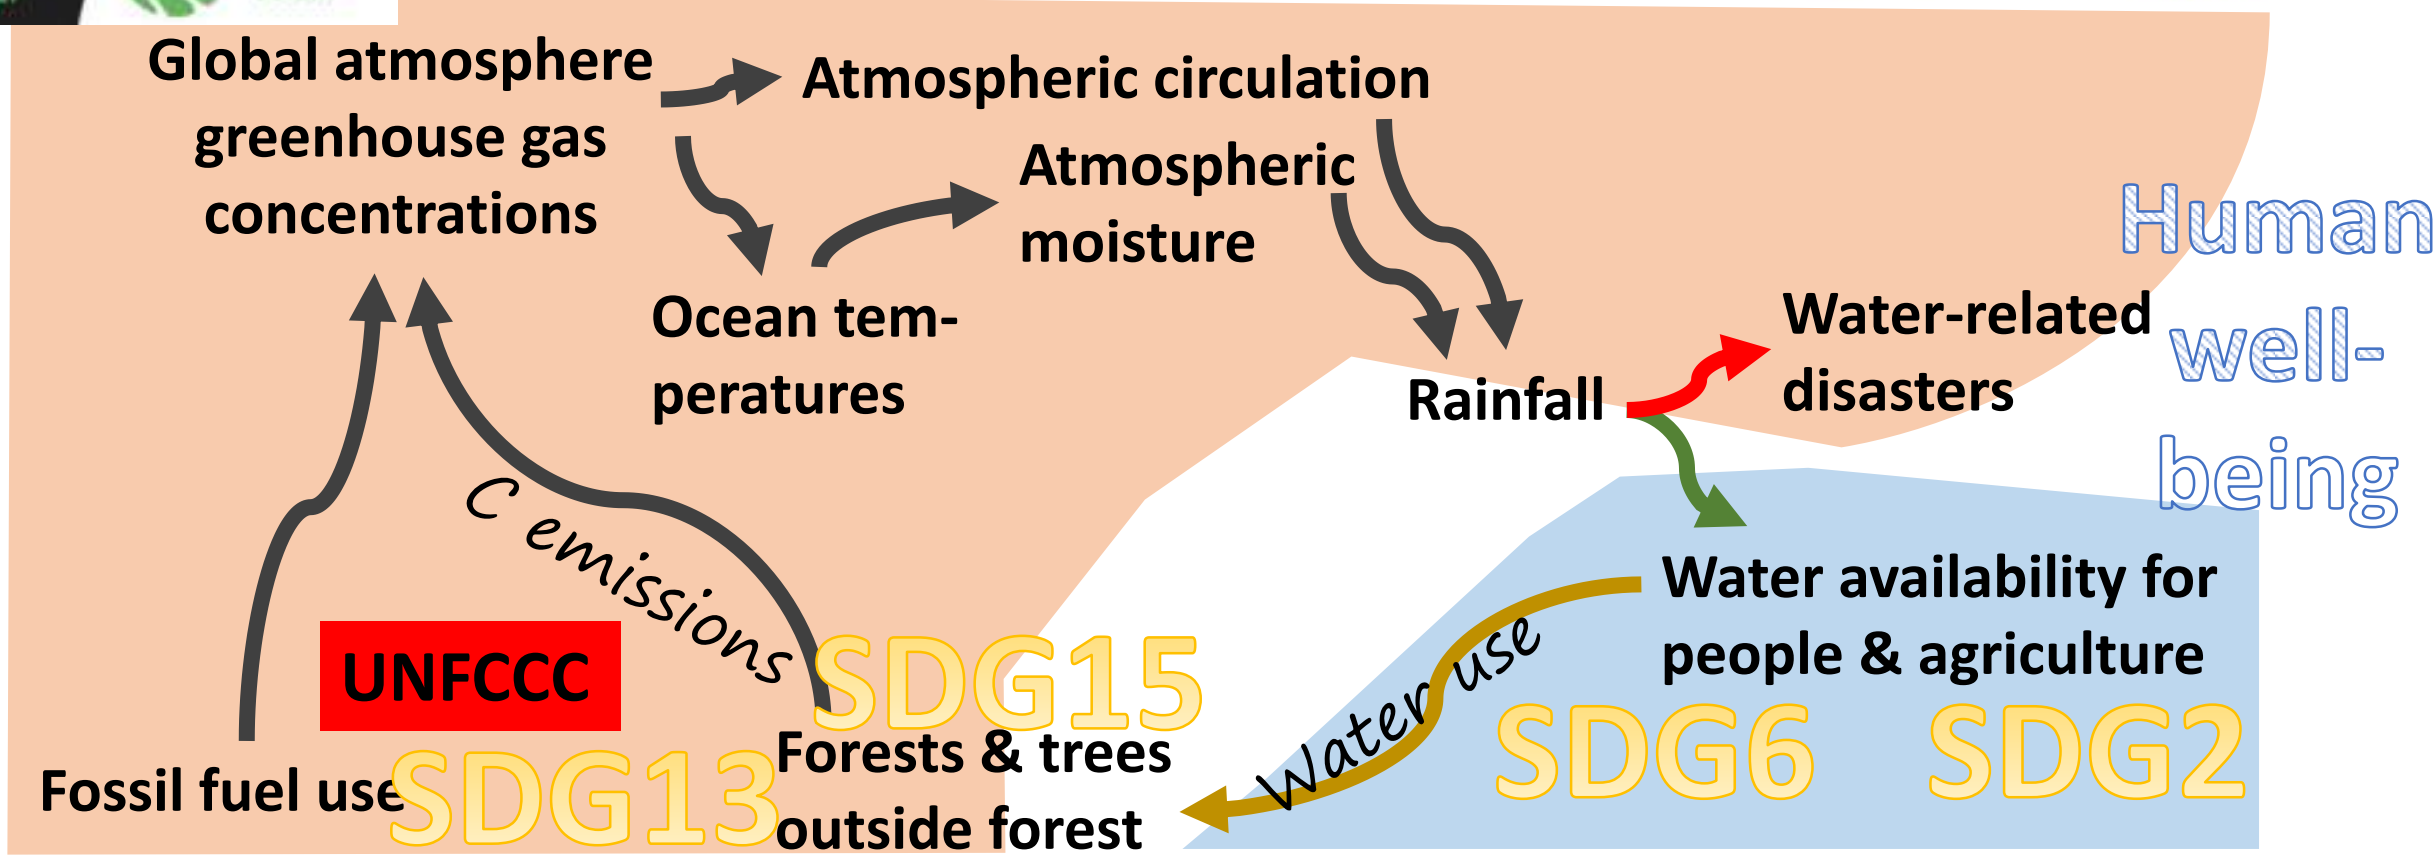 Global atmosphere
greenhouse gas
concentrations
Atmospheric circulation
Atmospheric
moisture
Ocean tem-
peratures
Rainfall
Water-related
disasters
Human
well-
being
C emissions
UNFCCC
Fossil fuel use
SDG13
SDG15
Forests & trees
outside forest
Water use
Water availability for
people & agriculture
SDG6
SDG2